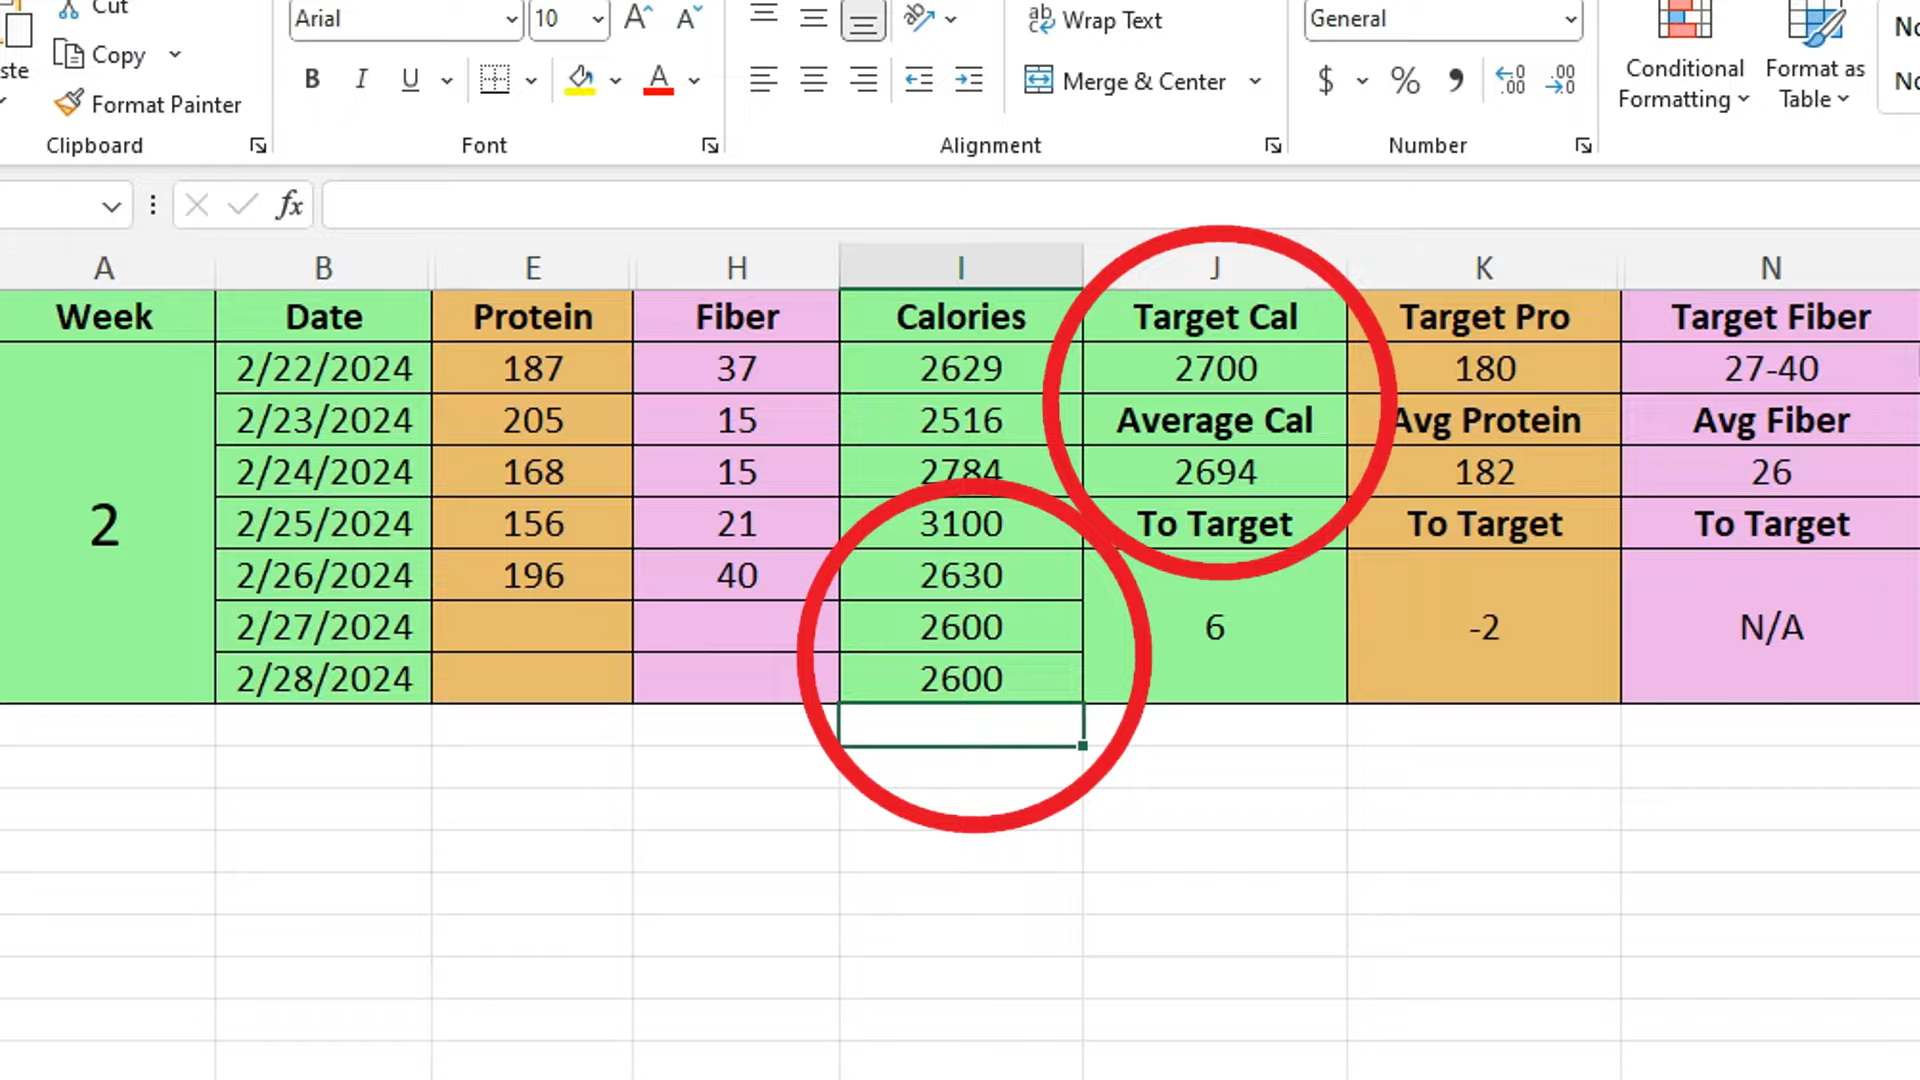 Cut
Arial 10 Wrap Text General No
Copy
ste B I U A Merge & Center $ % Conditional Format as No
Format Painter Formatting Table
Clipboard Font Alignment Number
fx
A B E H I J K N
Week Date Protein Fiber Calories Target Cal Target Pro Target Fiber
2/22/2024 187 37 2629 2700 180 27-40
2/23/2024 205 15 2516 Average Cal Avg Protein Avg Fiber
2/24/2024 168 15 2784 2694 182 26
2 2/25/2024 156 21 3100 To Target To Target To Target
2/26/2024 196 40 2630
2/27/2024 2600 6 -2 N/A
2/28/2024 2600